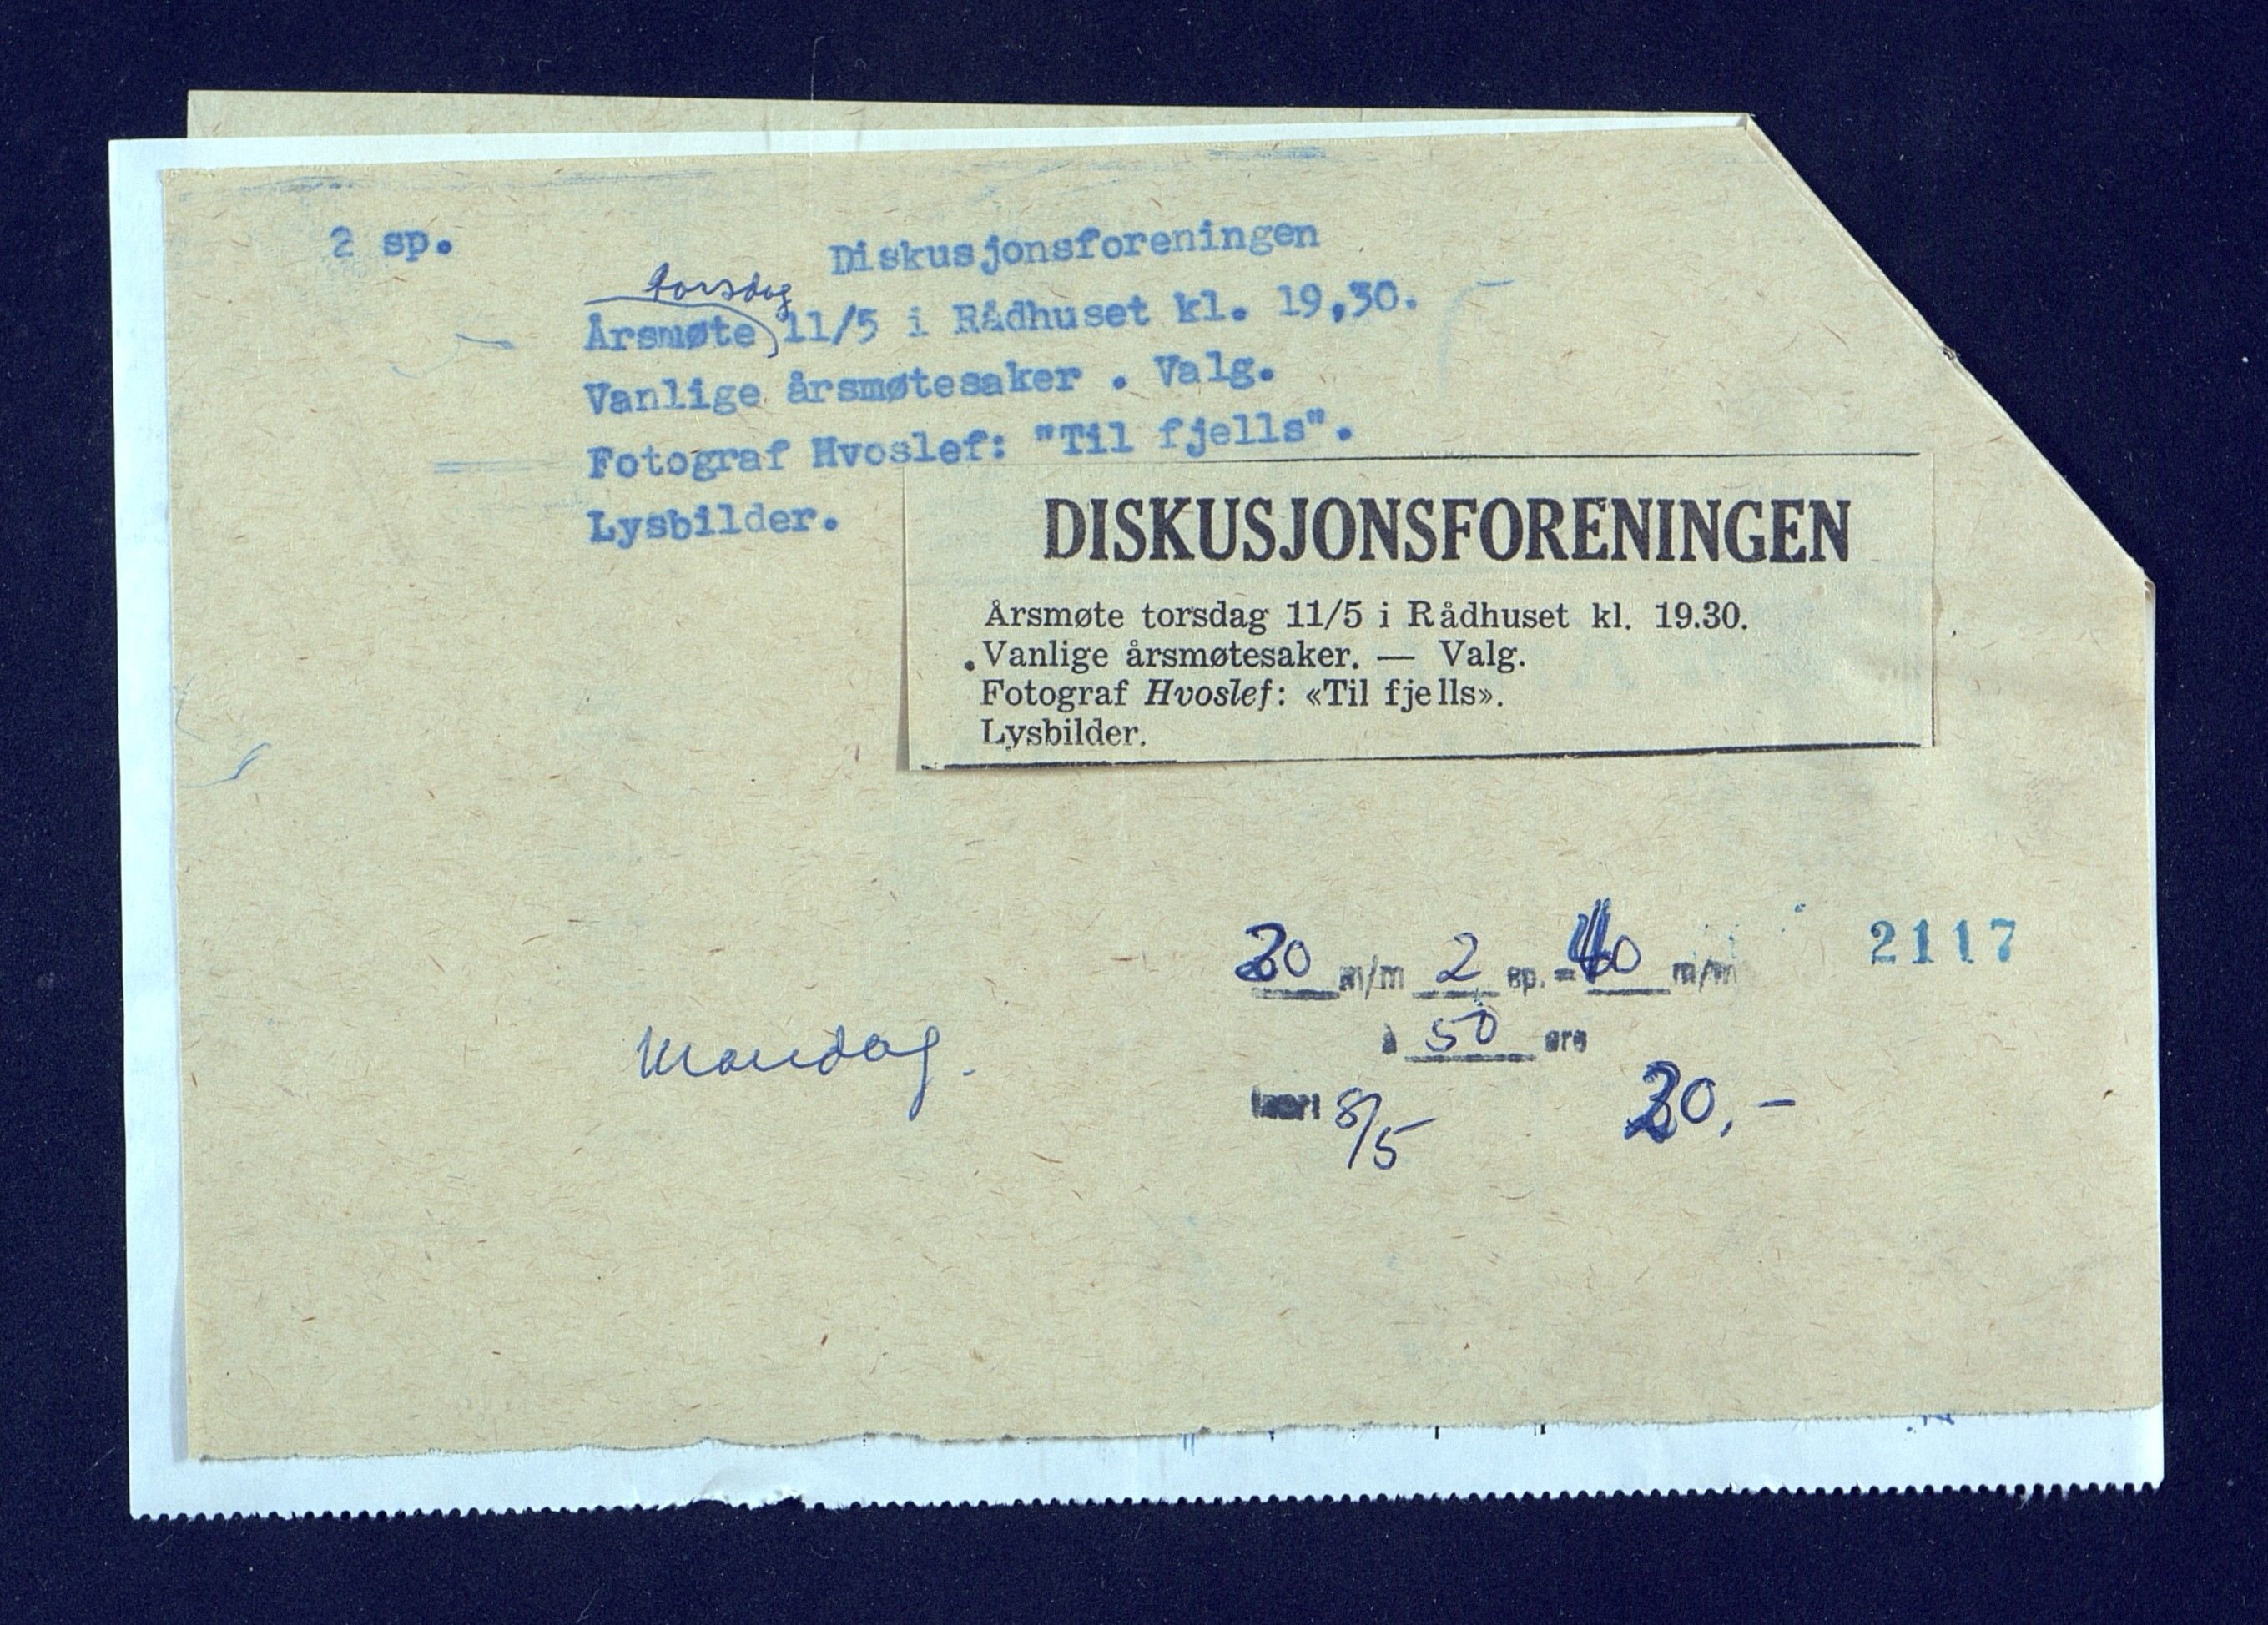 2 sp.
Diskusjonsforeningen
torsdag
Årsmøte 11/5 i Rådhuset kl. 19,30.
Vanlige årsmøtesaker . Valg.
Fotograf Hvoslef: "Til fjells".
Lysbilder.
DISKUSJONSFORENINGEN
Årsmøte torsdag 11/5 i Rådhuset kl. 19.30.
Vanlige årsmøtesaker. — Valg.
Fotograf Hvoslef: «Til fjells».
Lysbilder.
20 m/m 2 sp. = 40 m/m
2117
à 50 øre
Mandag.
8/5
20,-